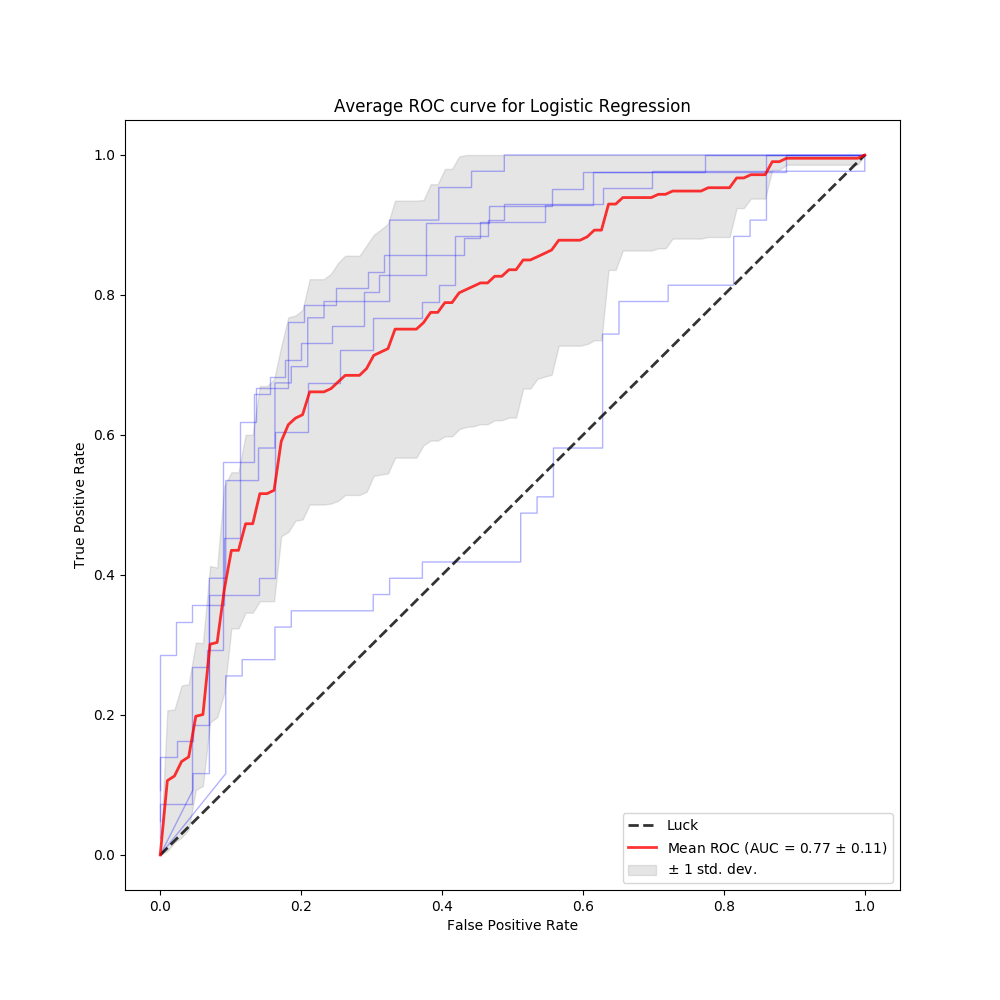 Average ROC curve for Logistic Regression
True Positive Rate
1.0
0.8
0.6
0.4
0.2
0.0
0.0 0.2 0.4 0.6 0.8 1.0
False Positive Rate
Luck
Mean ROC (AUC = 0.77 ± 0.11)
± 1 std. dev.